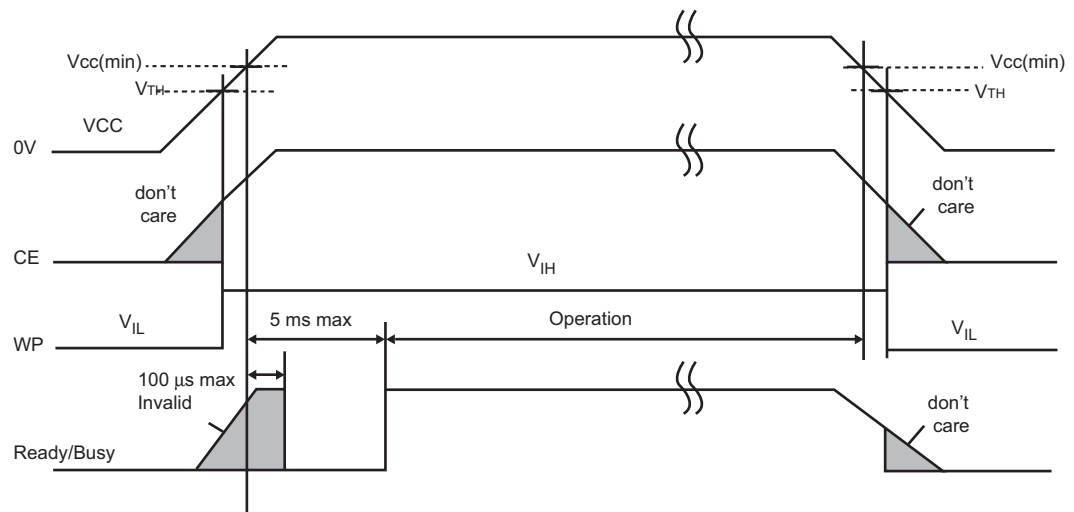 Vcc(min)
VTH
VCC
0V
Vcc(min)
VTH
don't
care
don't
care
CE
VIH
VIL
5 ms max
Operation
VIL
WP
100 μs max
Invalid
don't
care
Ready/Busy